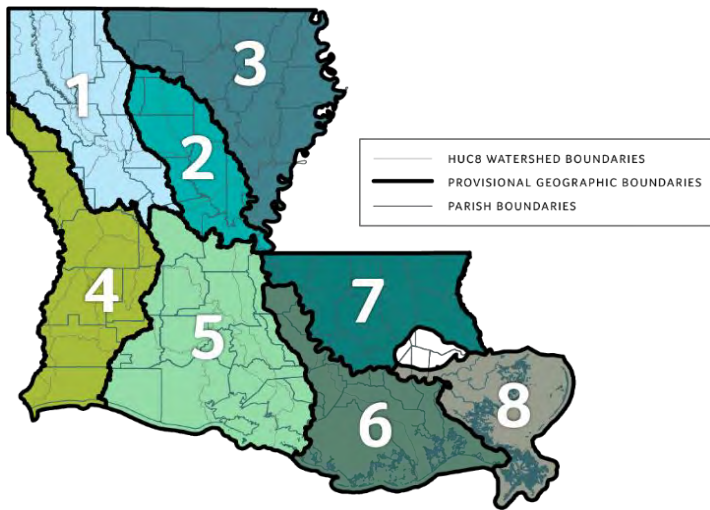 1
3
2
HUC8 WATERSHED BOUNDARIES
PROVISIONAL GEOGRAPHIC BOUNDARIES
PARISH BOUNDARIES
4
7
5
8
6